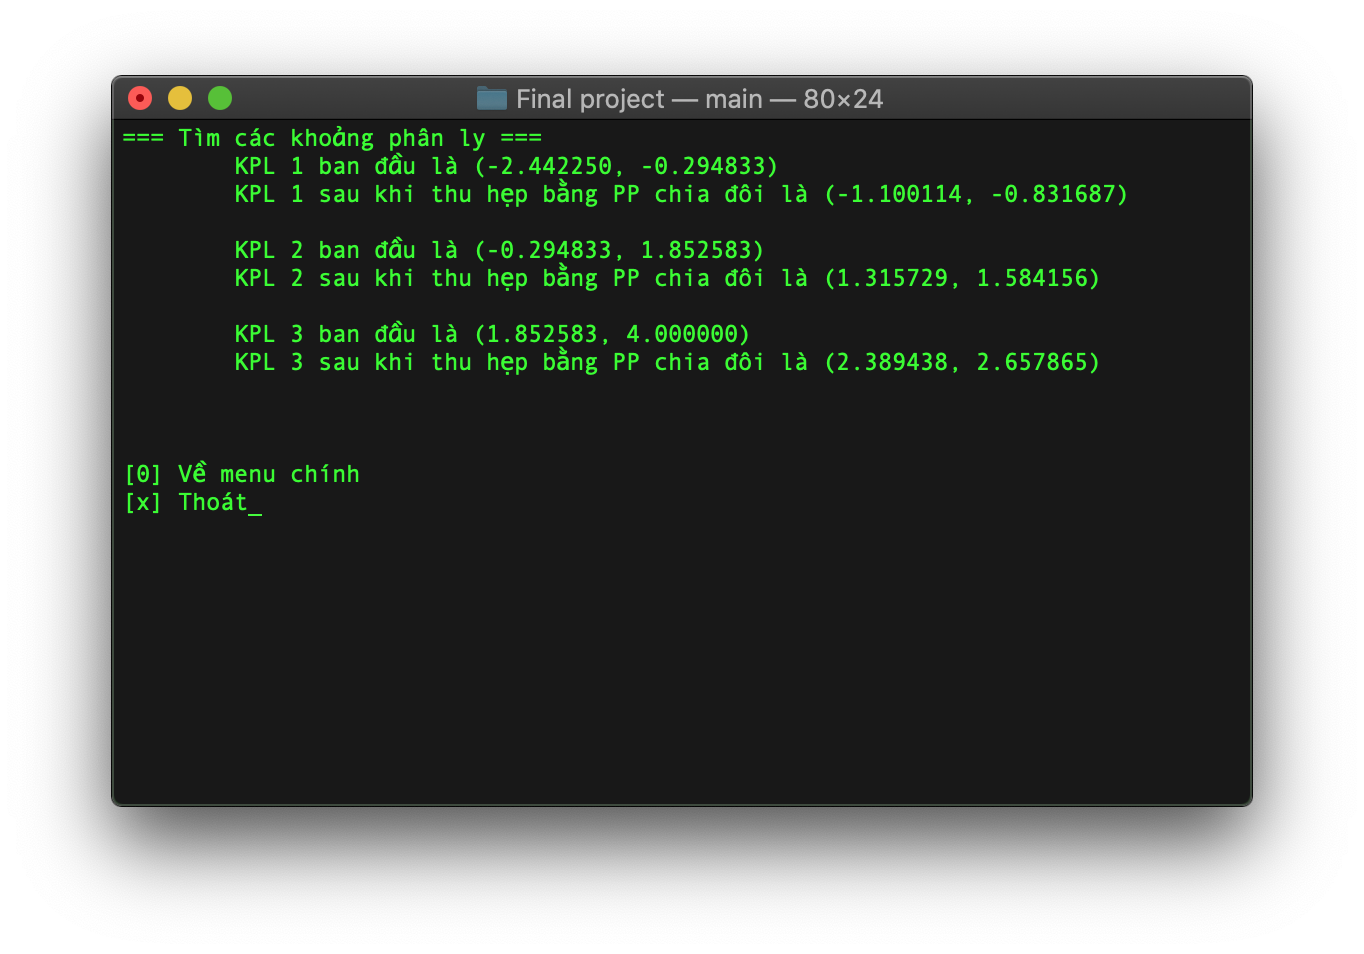 Final project — main — 80×24
=== Tìm các khoảng phân ly ===
KPL 1 ban đầu là (-2.442250, -0.294833)
KPL 1 sau khi thu hẹp bằng PP chia đôi là (-1.100114, -0.831687)
KPL 2 ban đầu là (-0.294833, 1.852583)
KPL 2 sau khi thu hẹp bằng PP chia đôi là (1.315729, 1.584156)
KPL 3 ban đầu là (1.852583, 4.000000)
KPL 3 sau khi thu hẹp bằng PP chia đôi là (2.389438, 2.657865)
[0] Về menu chính
[x] Thoát_